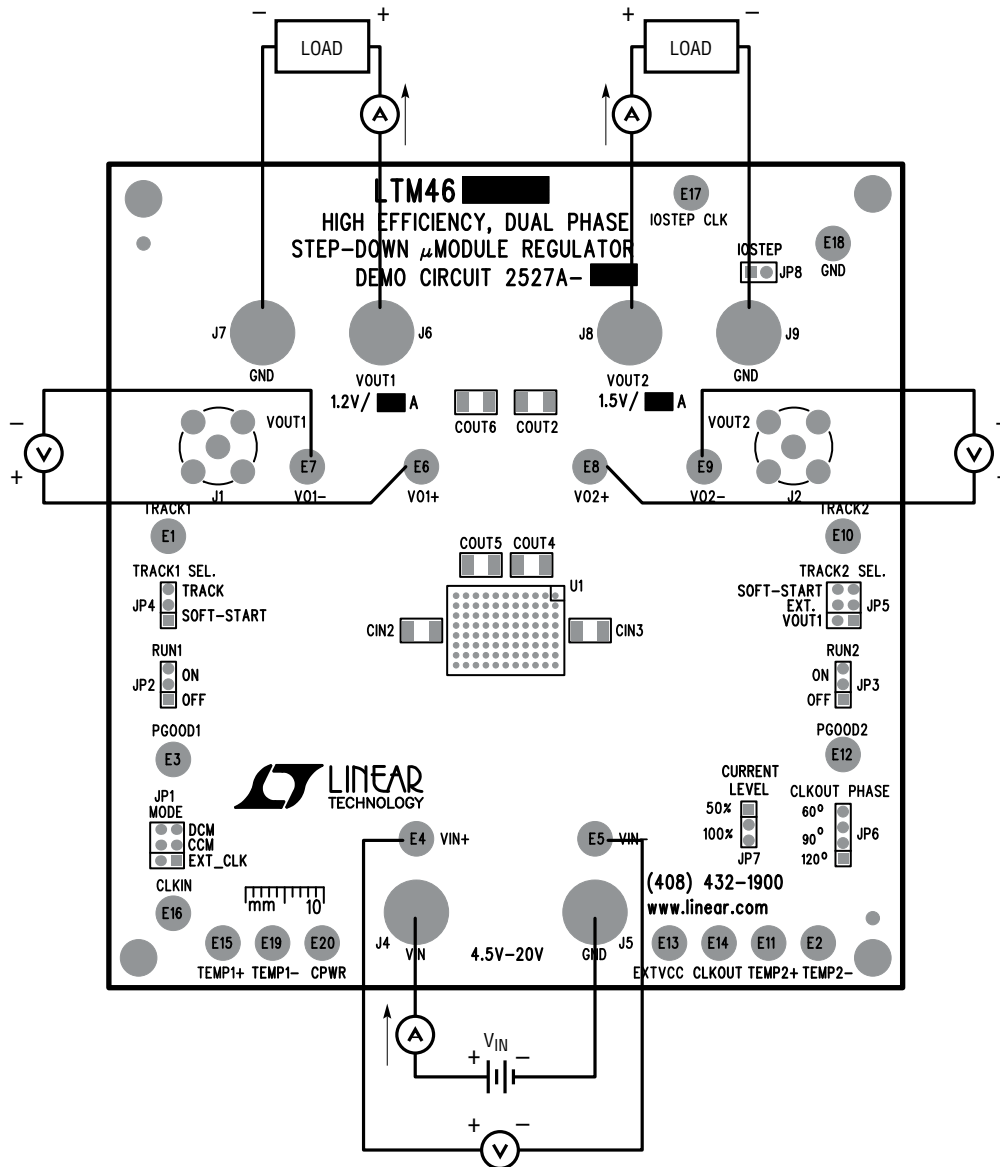 − +
LOAD
+ −
LOAD
A
A
LTM46
HIGH EFFICIENCY, DUAL PHASE
STEP-DOWN μMODULE REGULATOR
DEMO CIRCUIT 2527A-
E17
IOSTEP CLK
E18
GND
IOSTEP
JP8
J7
GND
J6
VOUT1
1.2V/ A
J8
VOUT2
1.5V/ A
J9
GND
COUT6
COUT2
−
V
+
VOUT1
J1
E7
VO1-
E6
VO1+
E8
VO2+
E9
VO2-
VOUT2
J2
V
TRACK1
E1
TRACK2
E10
COUT5
COUT4
U1
CIN2
CIN3
TRACK1 SEL.
JP4
TRACK
SOFT-START
TRACK2 SEL.
SOFT-START
EXT.
VOUT1
JP5
RUN1
JP2
ON
OFF
RUN2
ON
OFF
JP3
PGOOD1
E3
PGOOD2
E12
LINEAR
TECHNOLOGY
JP1
MODE
DCM
CCM
EXT_CLK
CURRENT
LEVEL
50%
100%
JP7
CLKOUT PHASE
60°
90°
120°
JP6
E4
VIN+
E5
VIN-
CLKIN
E16
mm 10
(408) 432-1900
www.linear.com
J4
VIN
4.5V-20V
J5
GND
E15
TEMP1+
E19
TEMP1-
E20
CPWR
E13
EXTVCC
E14
CLKOUT
E11
TEMP2+
E2
TEMP2-
A
VIN
+ −
+ −
V